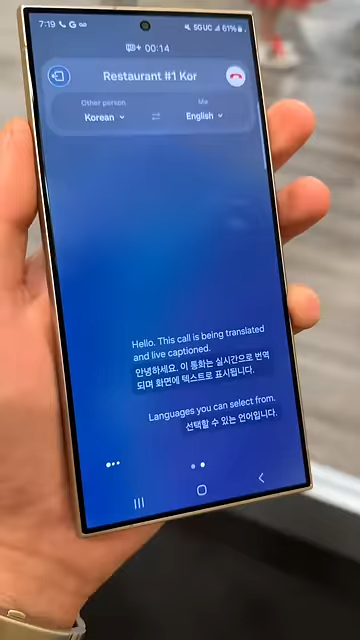 7:19
5G UC 61%
00:14
Restaurant #1 Kor
Other person
Me
Korean
English
Hello. This call is being translated
and live captioned.
안녕하세요. 이 통화는 실시간으로 번역
되며 화면에 텍스트로 표시됩니다.
Languages you can select from.
선택할 수 있는 언어입니다.